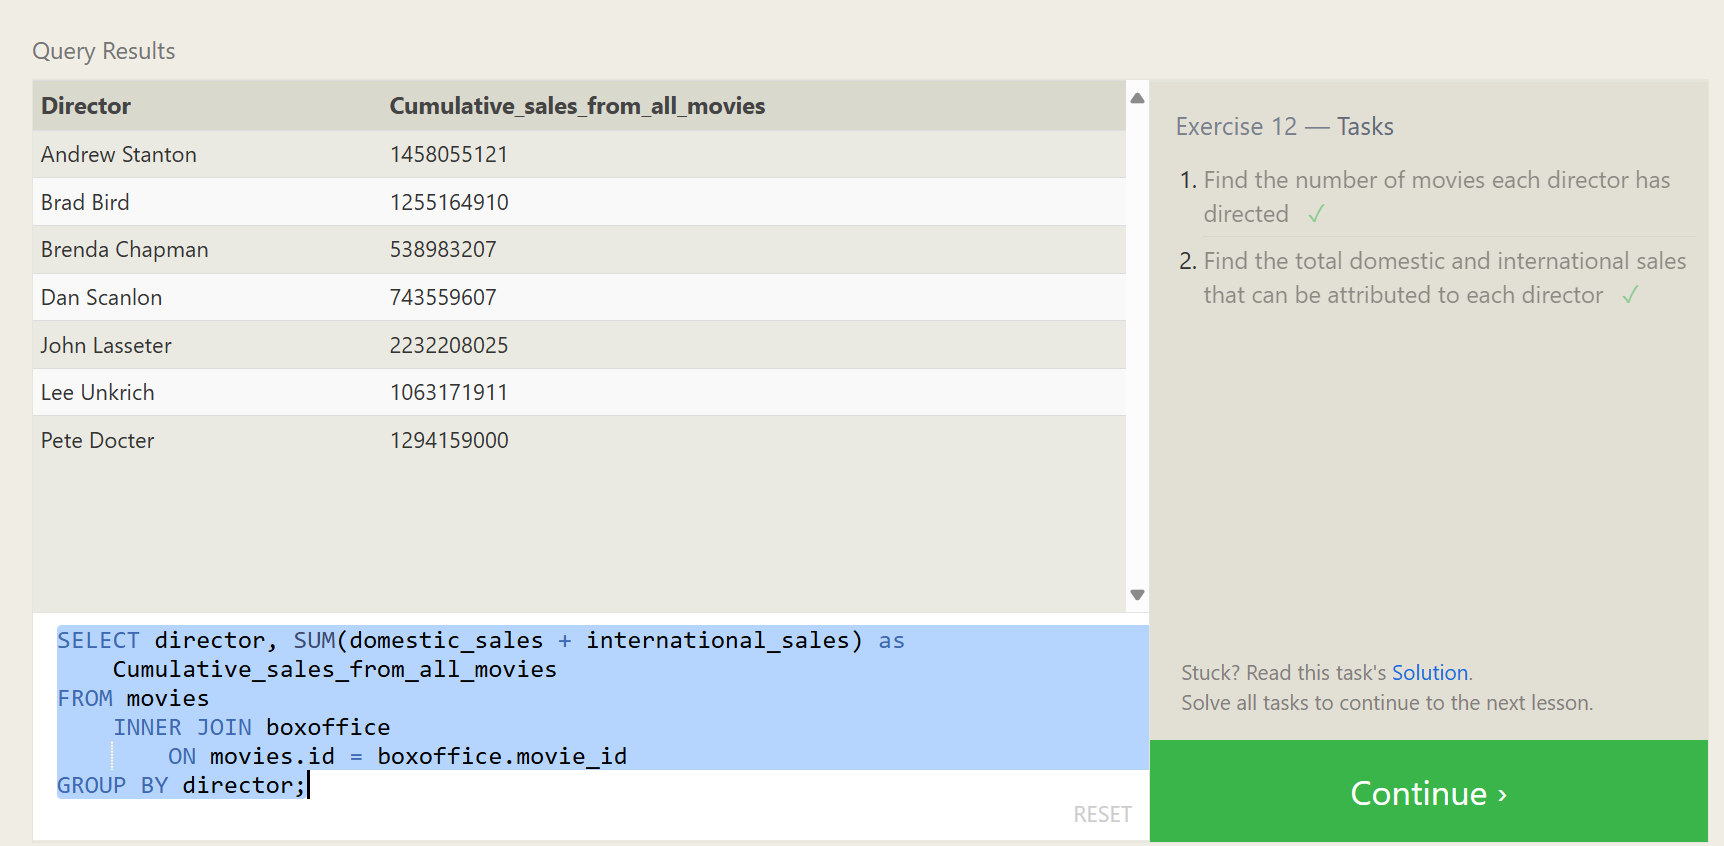 Query Results
Director Cumulative_sales_from_all_movies
Andrew Stanton 1458055121
Brad Bird 1255164910
Brenda Chapman 538983207
Dan Scanlon 743559607
John Lasseter 2232208025
Lee Unkrich 1063171911
Pete Docter 1294159000
SELECT director, SUM(domestic_sales + international_sales) as
    Cumulative_sales_from_all_movies
FROM movies
    INNER JOIN boxoffice
        ON movies.id = boxoffice.movie_id
GROUP BY director;
RESET
Exercise 12 — Tasks
1. Find the number of movies each director has
directed ✓
2. Find the total domestic and international sales
that can be attributed to each director ✓
Stuck? Read this task's Solution.
Solve all tasks to continue to the next lesson.
Continue ›